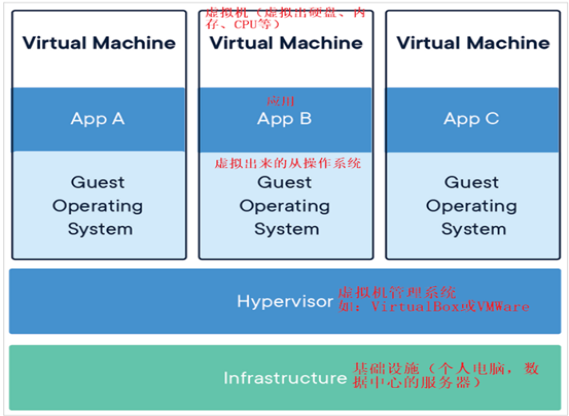 虚拟机（虚拟出硬盘、内
存、CPU等）
Virtual Machine
Virtual Machine
Virtual Machine
App A
应用
App B
App C
Guest
Operating
System
虚拟出来的从操作系统
Guest
Operating
System
Guest
Operating
System
Hypervisor
虚拟机管理系统
如：VirtualBox或VMWare
Infrastructure
基础设施（个人电脑，数
据中心的服务器）